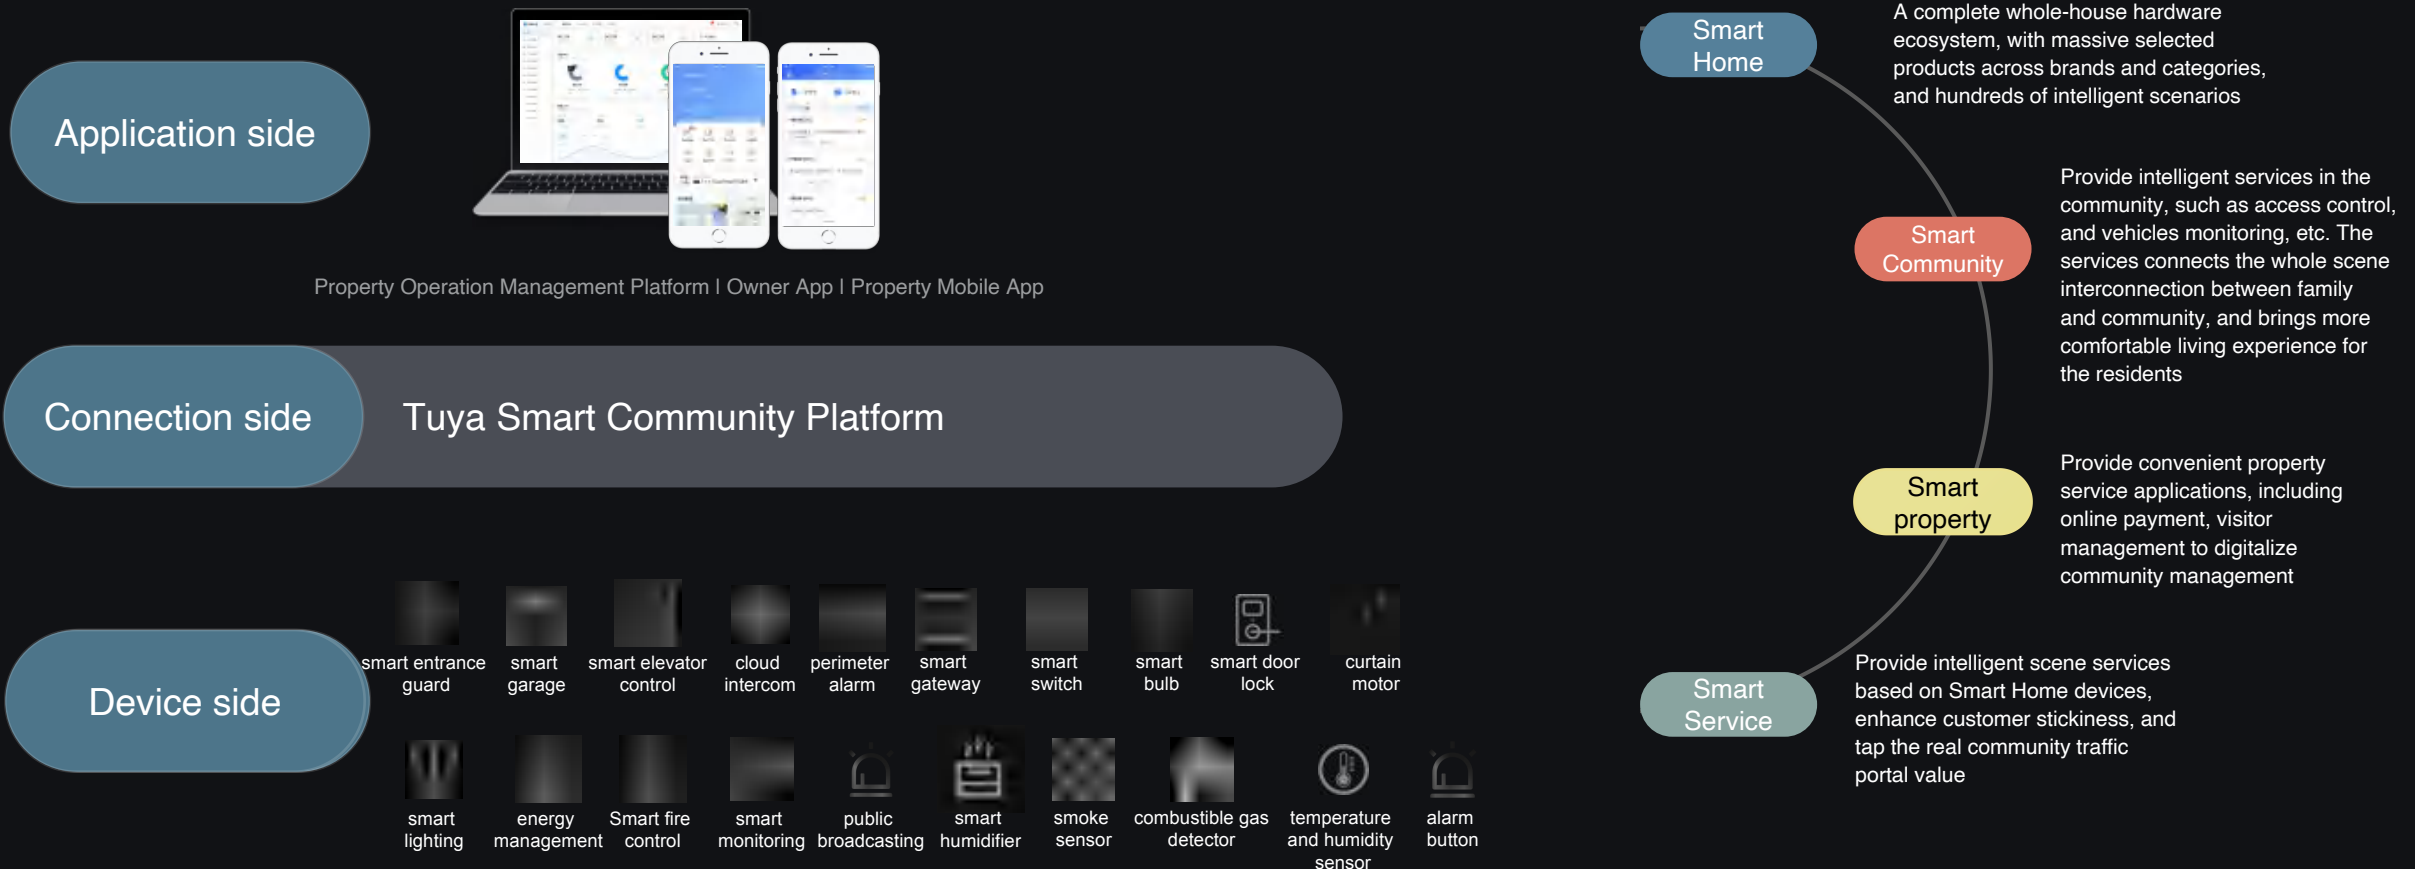 Application side
Property Operation Management Platform | Owner App | Property Mobile App
Connection side
Tuya Smart Community Platform
Device side
smart entrance
guard
smart
garage
smart elevator
control
cloud
intercom
perimeter
alarm
smart
gateway
smart
switch
smart
bulb
smart door
lock
curtain
motor
smart
lighting
energy
management
Smart fire
control
smart
monitoring
public
broadcasting
smart
humidifier
smoke
sensor
combustible gas
detector
temperature
and humidity
sensor
alarm
button
Smart
Home
A complete whole-house hardware
ecosystem, with massive selected
products across brands and categories,
and hundreds of intelligent scenarios
Smart
Community
Provide intelligent services in the
community, such as access control,
and vehicles monitoring, etc. The
services connects the whole scene
interconnection between family
and community, and brings more
comfortable living experience for
the residents
Smart
property
Provide convenient property
service applications, including
online payment, visitor
management to digitalize
community management
Smart
Service
Provide intelligent scene services
based on Smart Home devices,
enhance customer stickiness, and
tap the real community traffic
portal value